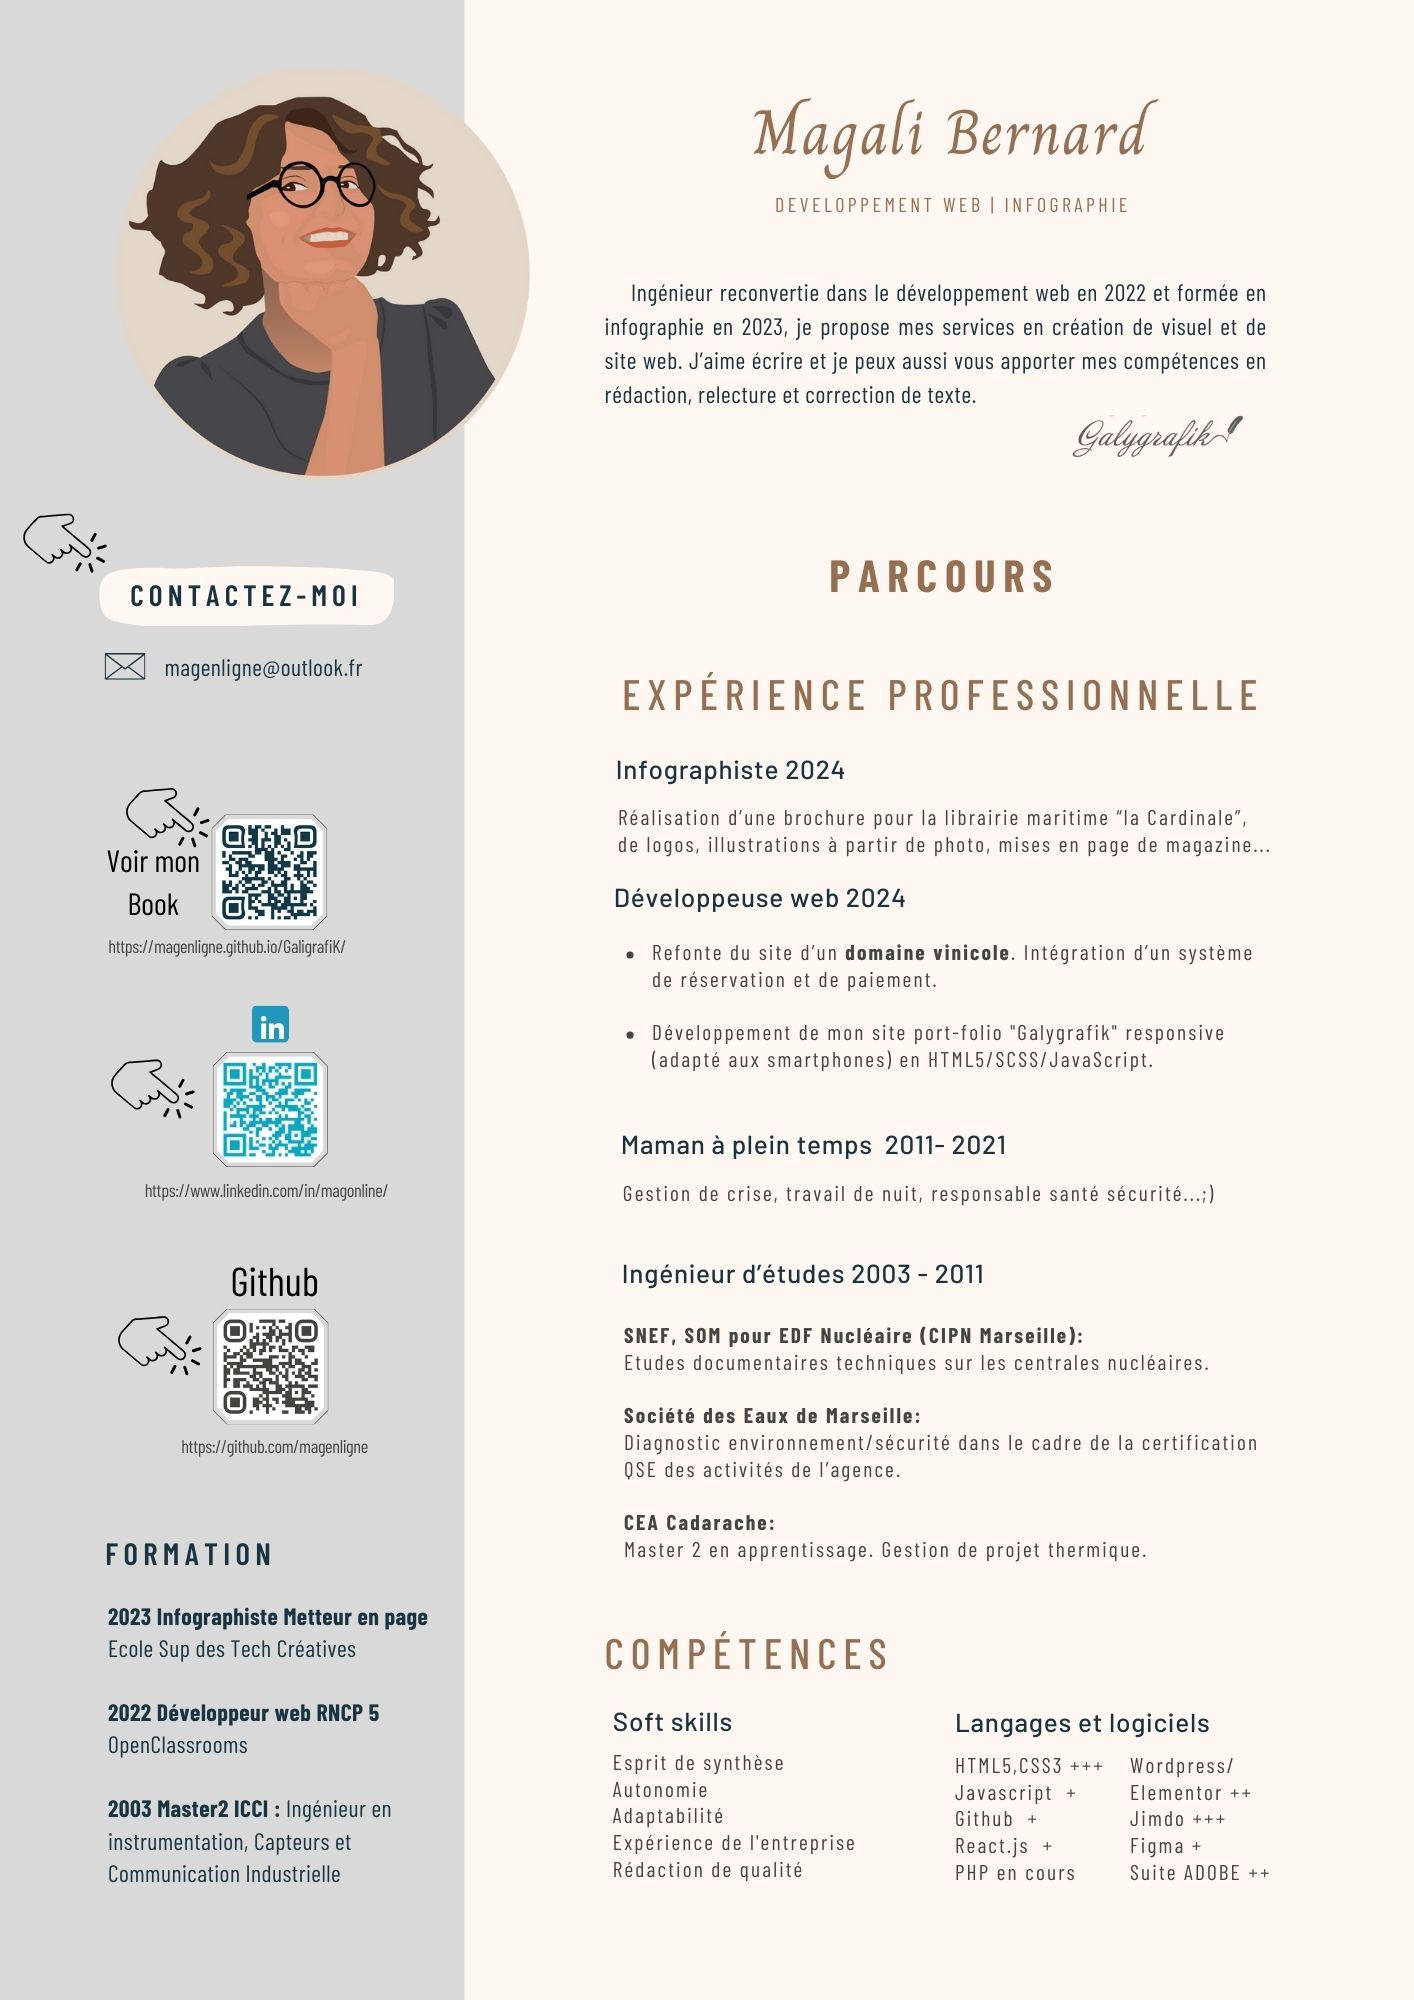 Magali Bernard
DEVELOPPEMENT WEB | INFOGRAPHIE
Ingénieur reconvertie dans le développement web en 2022 et formée en
infographie en 2023, je propose mes services en création de visuel et de
site web. J’aime écrire et je peux aussi vous apporter mes compétences en
rédaction, relecture et correction de texte.
Galygrafik
CONTACTEZ-MOI
magenligne@outlook.fr
Voir mon
Book
https://magenligne.github.io/GaligrafiK/
in
https://www.linkedin.com/in/magonline/
Github
https://github.com/magenligne
FORMATION
2023 Infographiste Metteur en page
Ecole Sup des Tech Créatives
2022 Développeur web RNCP 5
OpenClassrooms
2003 Master2 ICCI : Ingénieur en
instrumentation, Capteurs et
Communication Industrielle
PARCOURS
EXPÉRIENCE PROFESSIONNELLE
Infographiste 2024
Réalisation d’une brochure pour la librairie maritime “la Cardinale”,
de logos, illustrations à partir de photo, mises en page de magazine...
Développeuse web 2024
• Refonte du site d’un domaine vinicole. Intégration d’un système
de réservation et de paiement.
• Développement de mon site port-folio "Galygrafik" responsive
(adapté aux smartphones) en HTML5/SCSS/JavaScript.
Maman à plein temps 2011- 2021
Gestion de crise, travail de nuit, responsable santé sécurité...;)
Ingénieur d’études 2003 - 2011
SNEF, SOM pour EDF Nucléaire (CIPN Marseille):
Etudes documentaires techniques sur les centrales nucléaires.
Société des Eaux de Marseille:
Diagnostic environnement/sécurité dans le cadre de la certification
QSE des activités de l’agence.
CEA Cadarache:
Master 2 en apprentissage. Gestion de projet thermique.
COMPÉTENCES
Soft skills
Esprit de synthèse
Autonomie
Adaptabilité
Expérience de l'entreprise
Rédaction de qualité
Langages et logiciels
HTML5,CSS3 +++
Javascript +
Github +
React.js +
PHP en cours
Wordpress/
Elementor ++
Jimdo +++
Figma +
Suite ADOBE ++